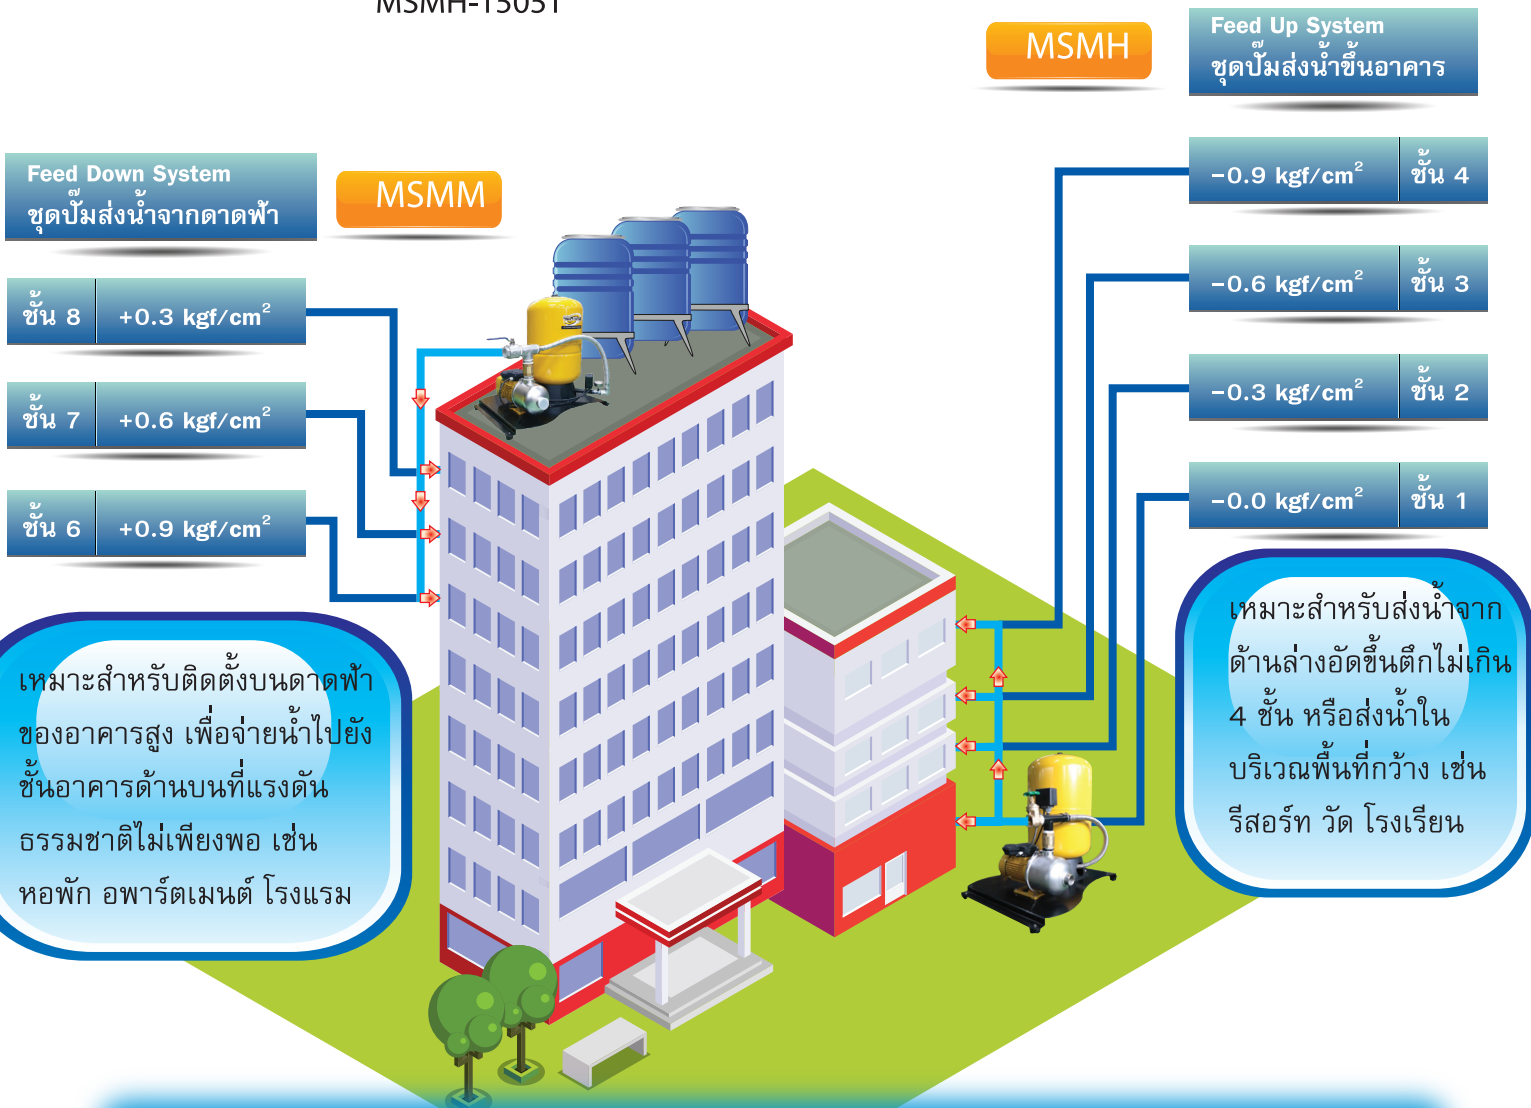 MSMH-1505T
MSMH
Feed Up System
ชุดปั๊มส่งน้ำขึ้นอาคาร
-0.9 kgf/cm² ชั้น 4
-0.6 kgf/cm² ชั้น 3
-0.3 kgf/cm² ชั้น 2
-0.0 kgf/cm² ชั้น 1
เหมาะสำหรับส่งน้ำจาก
ด้านล่างอัดขึ้นตึกไม่เกิน
4 ชั้น หรือส่งน้ำใน
บริเวณพื้นที่กว้าง เช่น
รีสอร์ท วัด โรงเรียน
Feed Down System
ชุดปั๊มส่งน้ำจากดาดฟ้า
MSMM
ชั้น 8 +0.3 kgf/cm²
ชั้น 7 +0.6 kgf/cm²
ชั้น 6 +0.9 kgf/cm²
เหมาะสำหรับติดตั้งบนดาดฟ้า
ของอาคารสูง เพื่อจ่ายน้ำไปยัง
ชั้นอาคารด้านบนที่แรงดัน
ธรรมชาติไม่เพียงพอ เช่น
หอพัก อพาร์ตเมนต์ โรงแรม